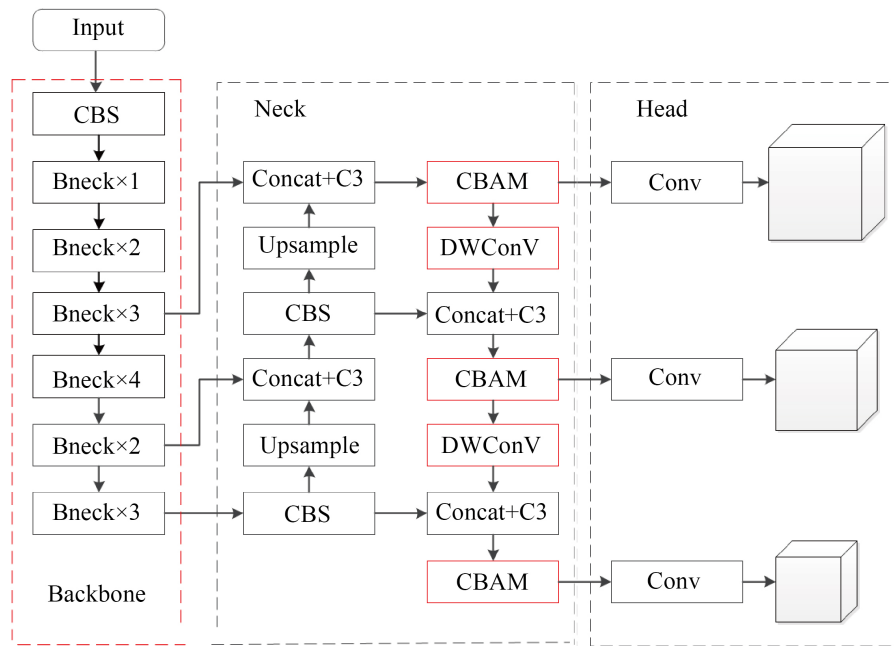 Input
CBS
Bneck×1
Bneck×2
Bneck×3
Bneck×4
Bneck×2
Bneck×3
Backbone
Neck
Concat+C3
Upsample
CBS
Concat+C3
Upsample
CBS
CBAM
DWConV
Concat+C3
CBAM
DWConV
Concat+C3
CBAM
Head
Conv
Conv
Conv